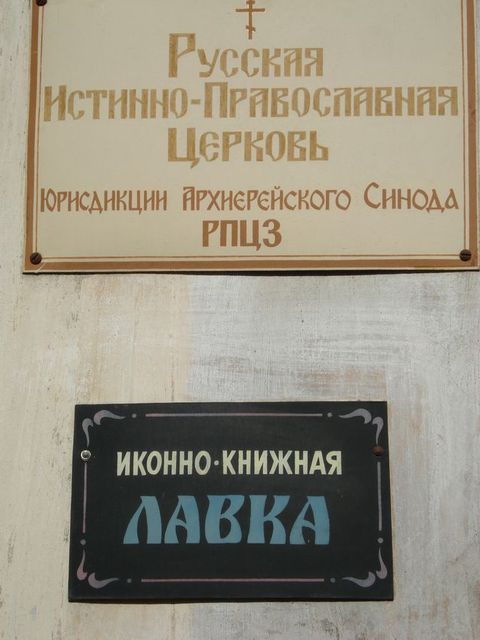 Русская
Истинно-Православная
Церковь
Юрисдикции Архиерейского Синода
РПЦЗ
ИКОННО-КНИЖНАЯ
ЛАВКА